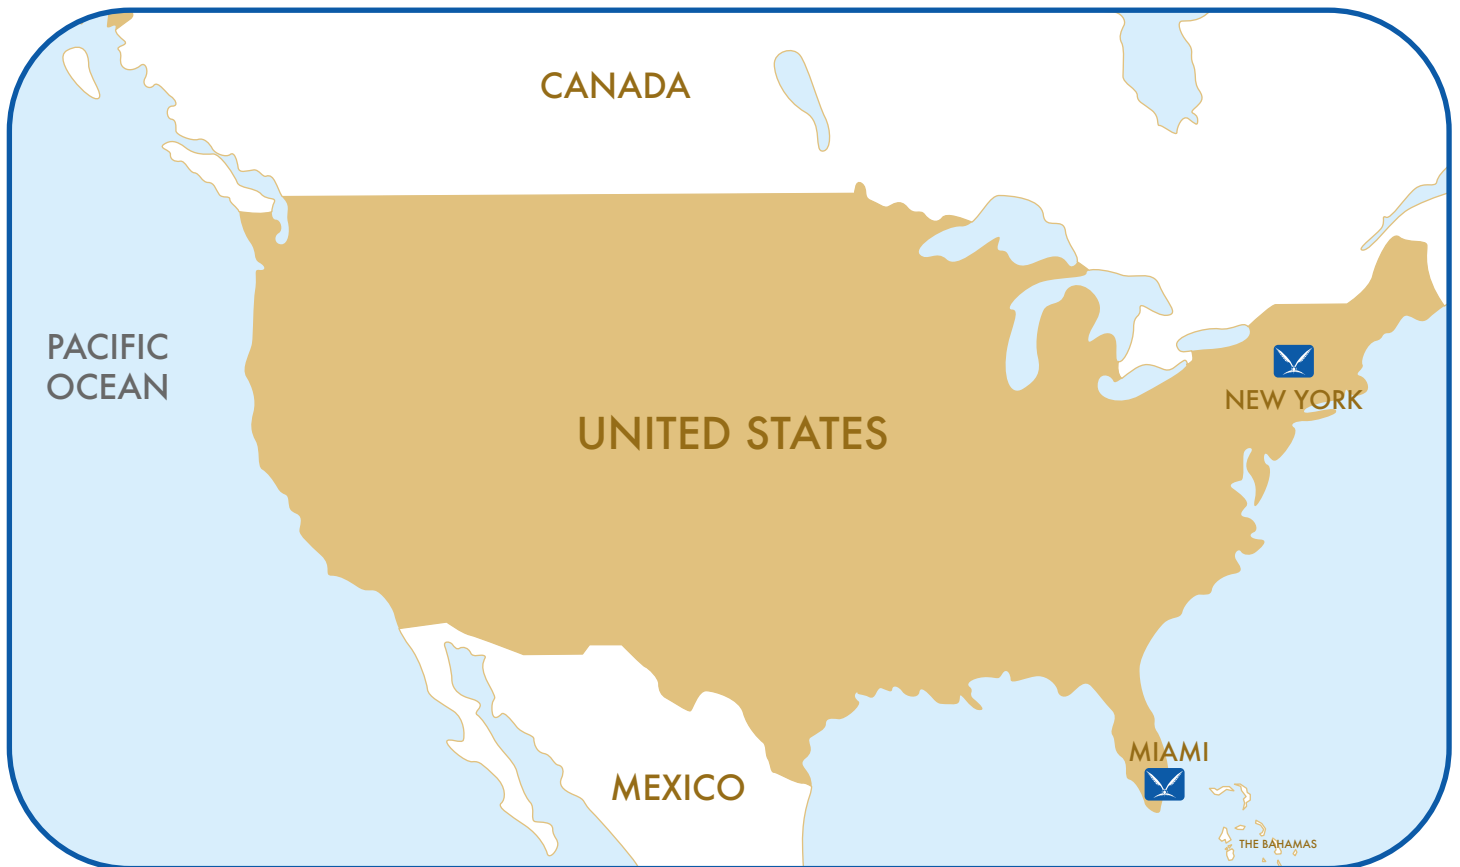 CANADA
PACIFIC
OCEAN
NEW YORK
UNITED STATES
MIAMI
MEXICO
THE BAHAMAS